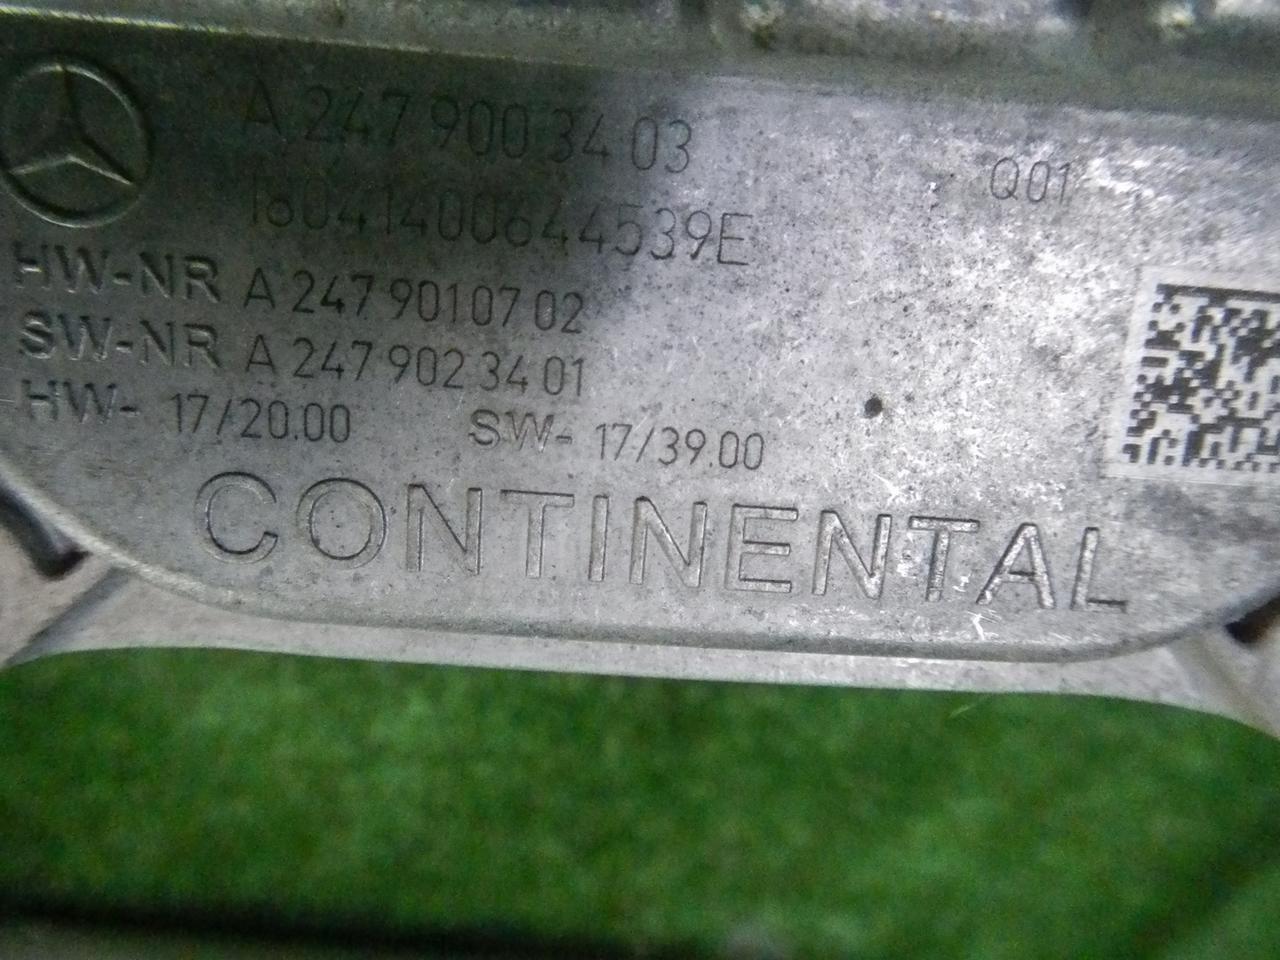 A 247 900 34 03
Q01
18041400644539E
HW-NR A 247 901 07 02
SW-NR A 247 902 34 01
HW- 17/20.00 SW- 17/39.00
CONTINENTAL